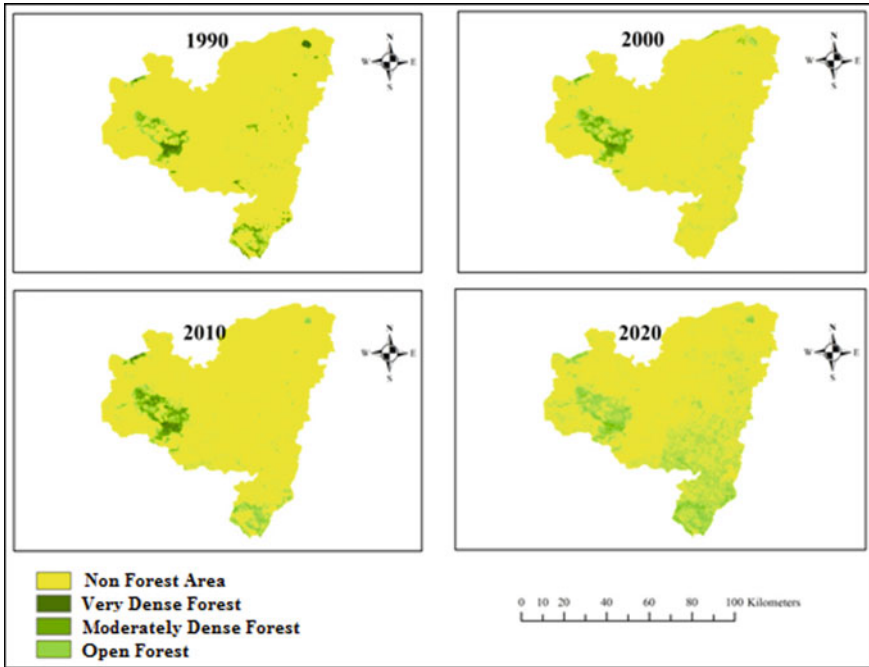 1990
N
W E
S
2000
N
W E
S
2010
N
W E
S
2020
N
W E
S
Non Forest Area
Very Dense Forest
Moderately Dense Forest
Open Forest
0 10 20 40 60 80 100 Kilometers